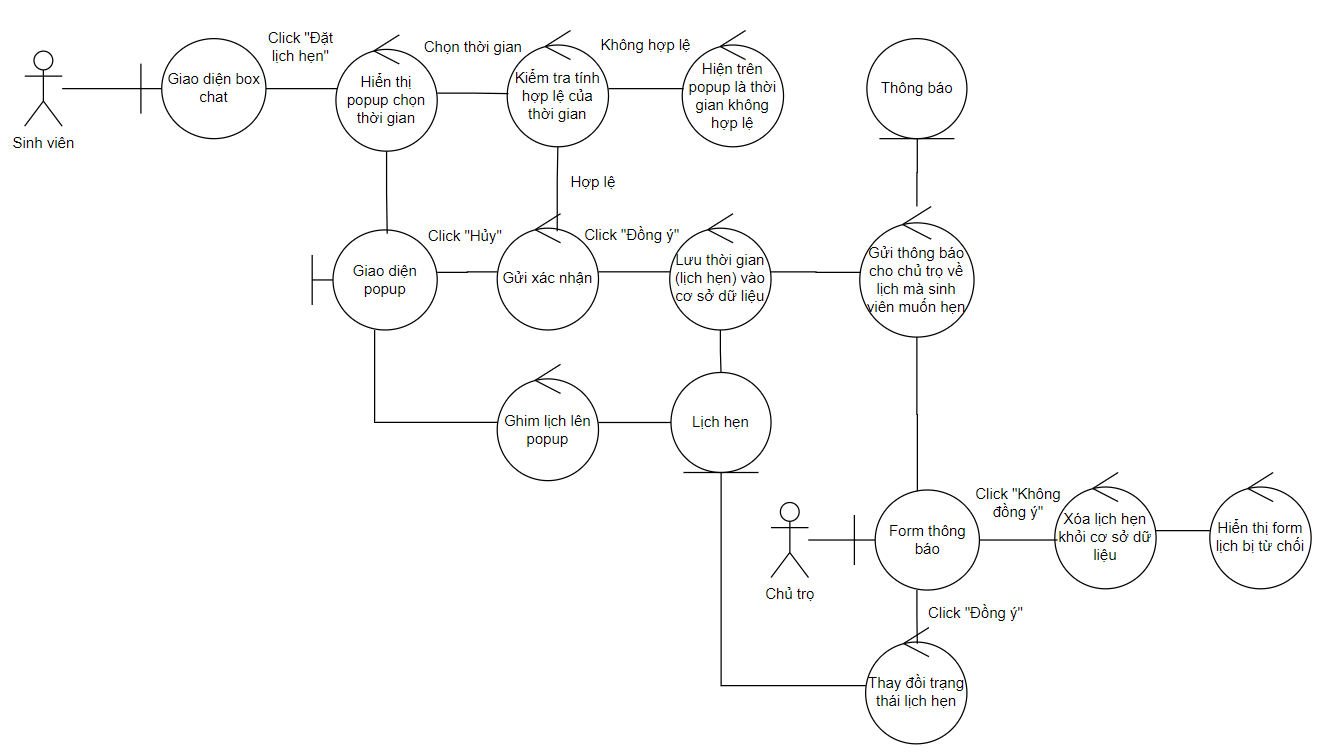 Click "Đặt
lịch hẹn"
Chọn thời gian
Không hợp lệ
Giao diện box
chat
Hiển thị
popup chọn
thời gian
Kiểm tra tính
hợp lệ của
thời gian
Hiện trên
popup là thời
gian không
hợp lệ
Thông báo
Sinh viên
Hợp lệ
Click "Hủy"
Click "Đồng ý"
Giao diện
popup
Gửi xác nhận
Lưu thời gian
(lịch hẹn) vào
cơ sở dữ liệu
Gửi thông báo
cho chủ trọ về
lịch mà sinh
viên muốn hẹn
Ghim lịch lên
popup
Lịch hẹn
Click "Không
đồng ý"
Form thông
báo
Xóa lịch hẹn
khỏi cơ sở dữ
liệu
Hiển thị form
lịch bị từ chối
Chủ trọ
Click "Đồng ý"
Thay đồi trạng
thái lịch hẹn